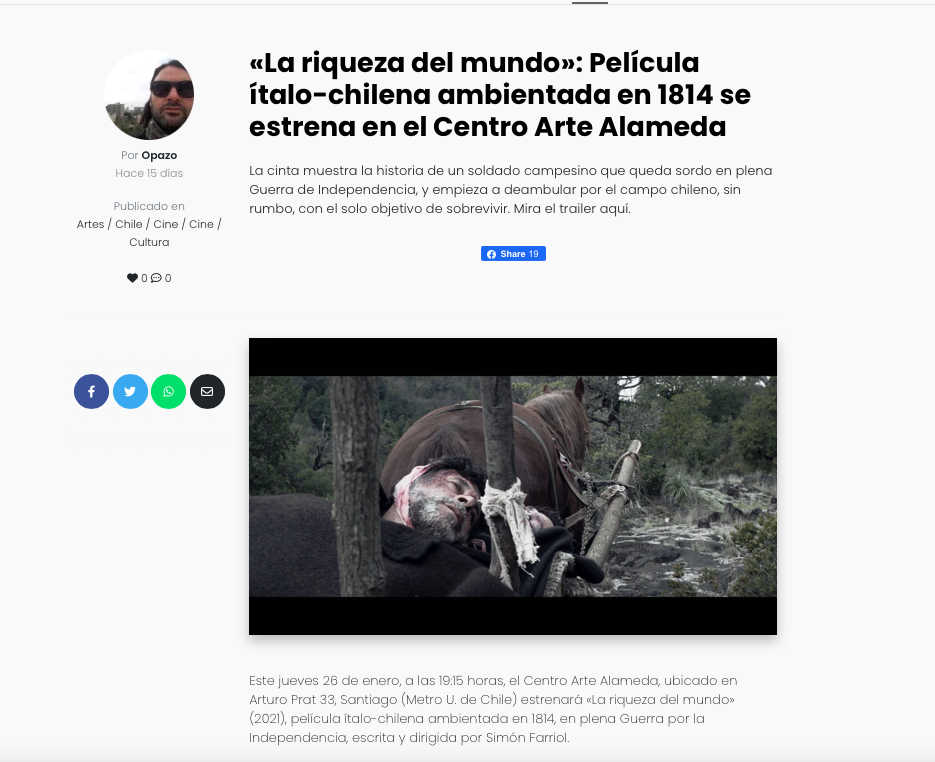 «La riqueza del mundo»: Película
ítalo-chilena ambientada en 1814 se
estrena en el Centro Arte Alameda
Por Opazo
Hace 15 días
Publicado en
Artes / Chile / Cine / Cine /
Cultura
0 0
La cinta muestra la historia de un soldado campesino que queda sordo en plena
Guerra de Independencia, y empieza a deambular por el campo chileno, sin
rumbo, con el solo objetivo de sobrevivir. Mira el trailer aquí.
Share 19
Este jueves 26 de enero, a las 19:15 horas, el Centro Arte Alameda, ubicado en
Arturo Prat 33, Santiago (Metro U. de Chile) estrenará «La riqueza del mundo»
(2021), película ítalo-chilena ambientada en 1814, en plena Guerra por la
Independencia, escrita y dirigida por Simón Farriol.